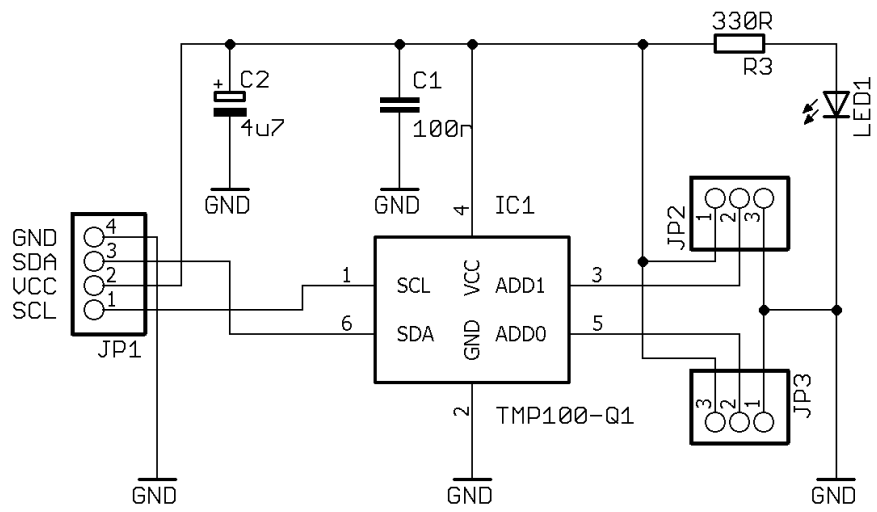 330R
R3
+
C2
4u7
C1
100n
LED1
GND
GND
4
IC1
JP2
1
2
3
GND
4
SDA
3
VCC
2
SCL
1
JP1
1
SCL
VCC
ADD1
3
6
SDA
GND
ADD0
5
2
TMP100-Q1
3
2
1
JP3
GND
GND
GND